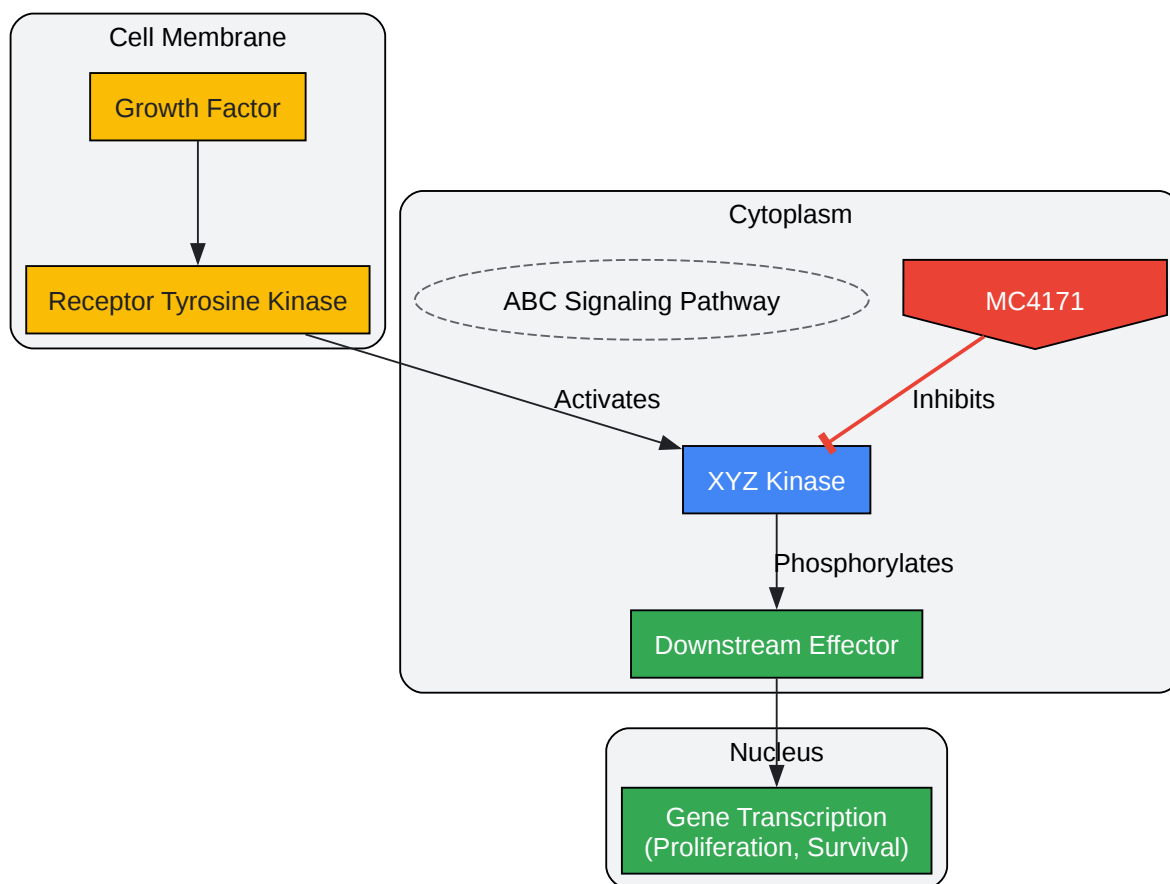 Cell Membrane
Growth Factor
Receptor Tyrosine Kinase
Cytoplasm
ABC Signaling Pathway
MC4171
Activates
Inhibits
XYZ Kinase
Phosphorylates
Downstream Effector
Nucleus
Gene Transcription
(Proliferation, Survival)